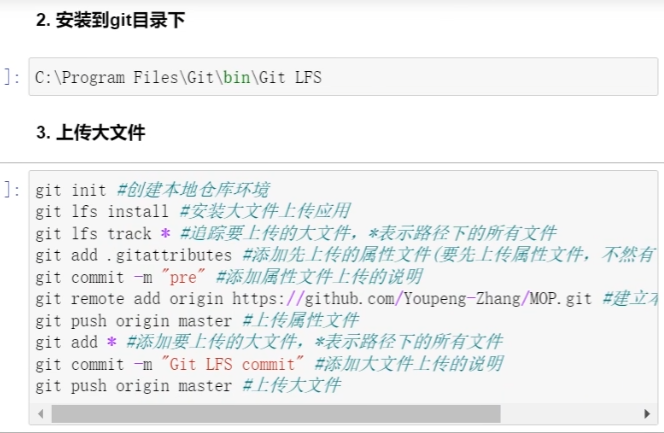 2. 安装到git目录下
]: C:\Program Files\Git\bin\Git LFS
3. 上传大文件
]: git init #创建本地仓库环境
git lfs install #安装大文件上传应用
git lfs track * #追踪要上传的大文件，*表示路径下的所有文件
git add .gitattributes #添加先上传的属性文件(要先上传属性文件，不然有
git commit -m "pre" #添加属性文件上传的说明
git remote add origin https://github.com/Youpeng-Zhang/MOP.git #建立
git push origin master #上传属性文件
git add * #添加要上传的大文件，*表示路径下的所有文件
git commit -m "Git LFS commit" #添加大文件上传的说明
git push origin master #上传大文件